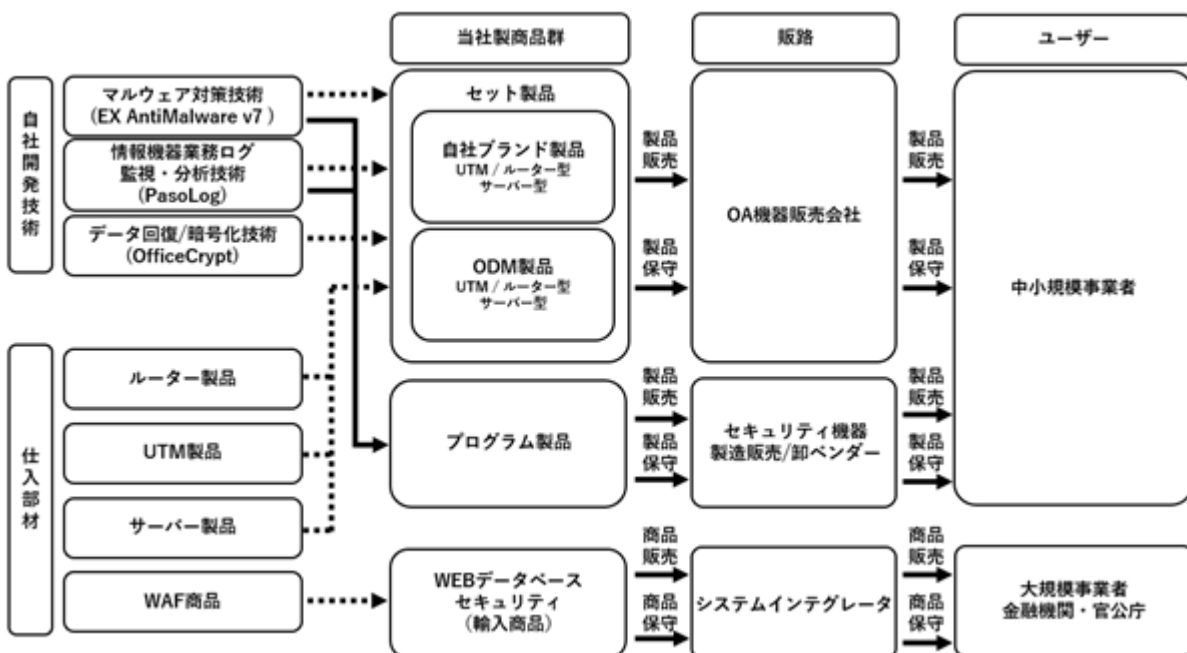 当社製商品群
販路
ユーザー
自社開発技術
マルウェア対策技術
(EX AntiMalware v7 )
情報機器業務ログ
監視・分析技術
(PasoLog)
データ回復/暗号化技術
(OfficeCrypt)
仕入部材
ルーター製品
UTM製品
サーバー製品
WAF商品
セット製品
自社ブランド製品
UTM / ルーター型
サーバー型
ODM製品
UTM / ルーター型
サーバー型
プログラム製品
WEBデータベース
セキュリティ
(輸入商品)
製品
販売
製品
保守
製品
販売
製品
保守
商品
販売
商品
保守
OA機器販売会社
セキュリティ機器
製造販売/卸ベンダー
システムインテグレータ
製品
販売
製品
保守
製品
販売
製品
保守
商品
販売
商品
保守
中小規模事業者
大規模事業者
金融機関・官公庁